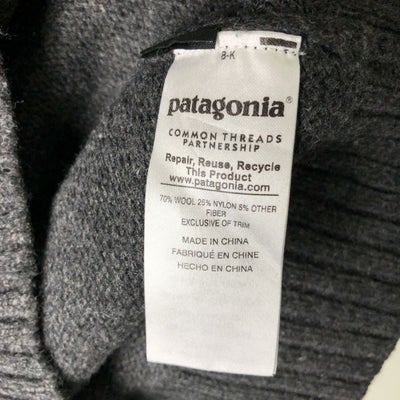 8-K
patagonia®
COMMON THREADS
PARTNERSHIP
Repair, Reuse, Recycle
This Product
www.patagonia.com
70% WOOL 25% NYLON 5% OTHER
FIBER
EXCLUSIVE OF TRIM
MADE IN CHINA
FABRIQUÉ EN CHINE
HECHO EN CHINA